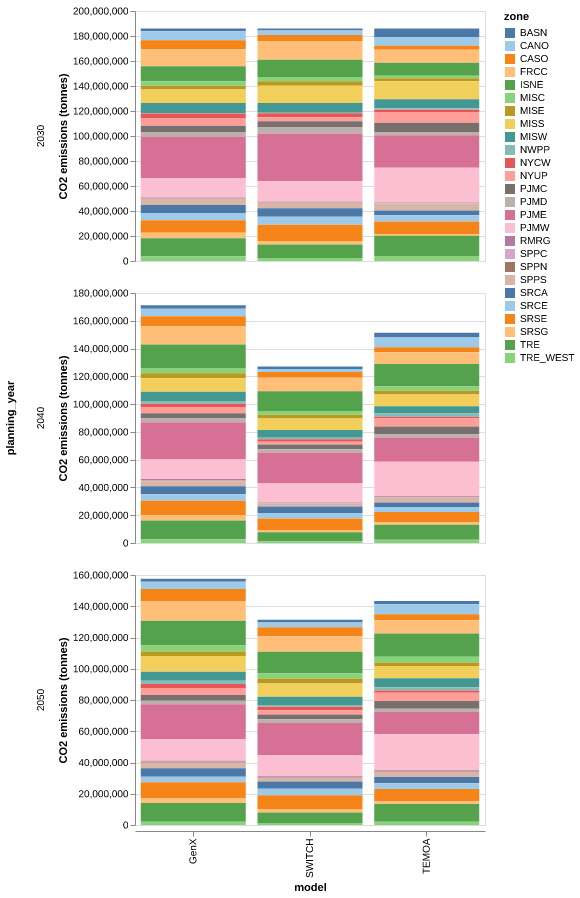 planning_year
2030
CO2 emissions (tonnes)
200,000,000
180,000,000
160,000,000
140,000,000
120,000,000
100,000,000
80,000,000
60,000,000
40,000,000
20,000,000
0
2040
CO2 emissions (tonnes)
180,000,000
160,000,000
140,000,000
120,000,000
100,000,000
80,000,000
60,000,000
40,000,000
20,000,000
0
2050
CO2 emissions (tonnes)
160,000,000
140,000,000
120,000,000
100,000,000
80,000,000
60,000,000
40,000,000
20,000,000
0
GenX
SWITCH
TEMOA
model
zone
BASN
CANO
CASO
FRCC
ISNE
MISC
MISE
MISS
MISW
NWPP
NYCW
NYUP
PJMC
PJMD
PJME
PJMW
RMRG
SPPC
SPPN
SPPS
SRCA
SRCE
SRSE
SRSG
TRE
TRE_WEST